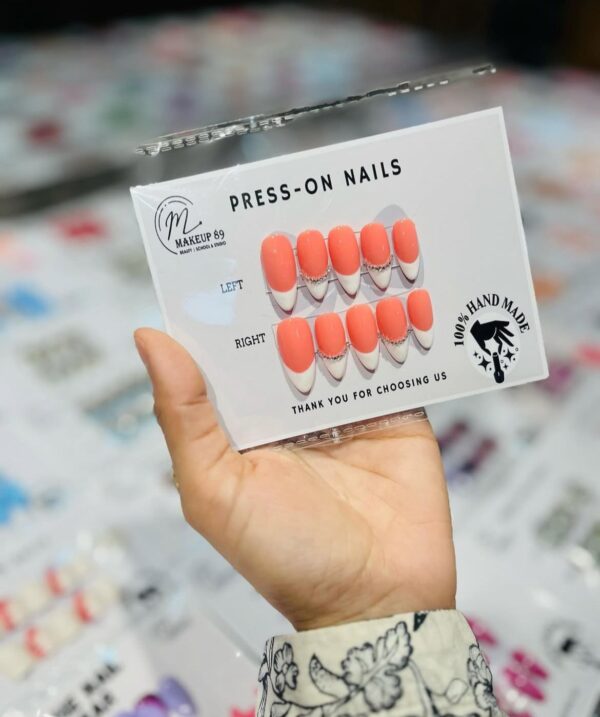 PRESS-ON NAILS
M
MAKEUP 89
BEAUTY | SCHOOL & STUDIO
LEFT
RIGHT
100% HAND MADE
THANK YOU FOR CHOOSING US